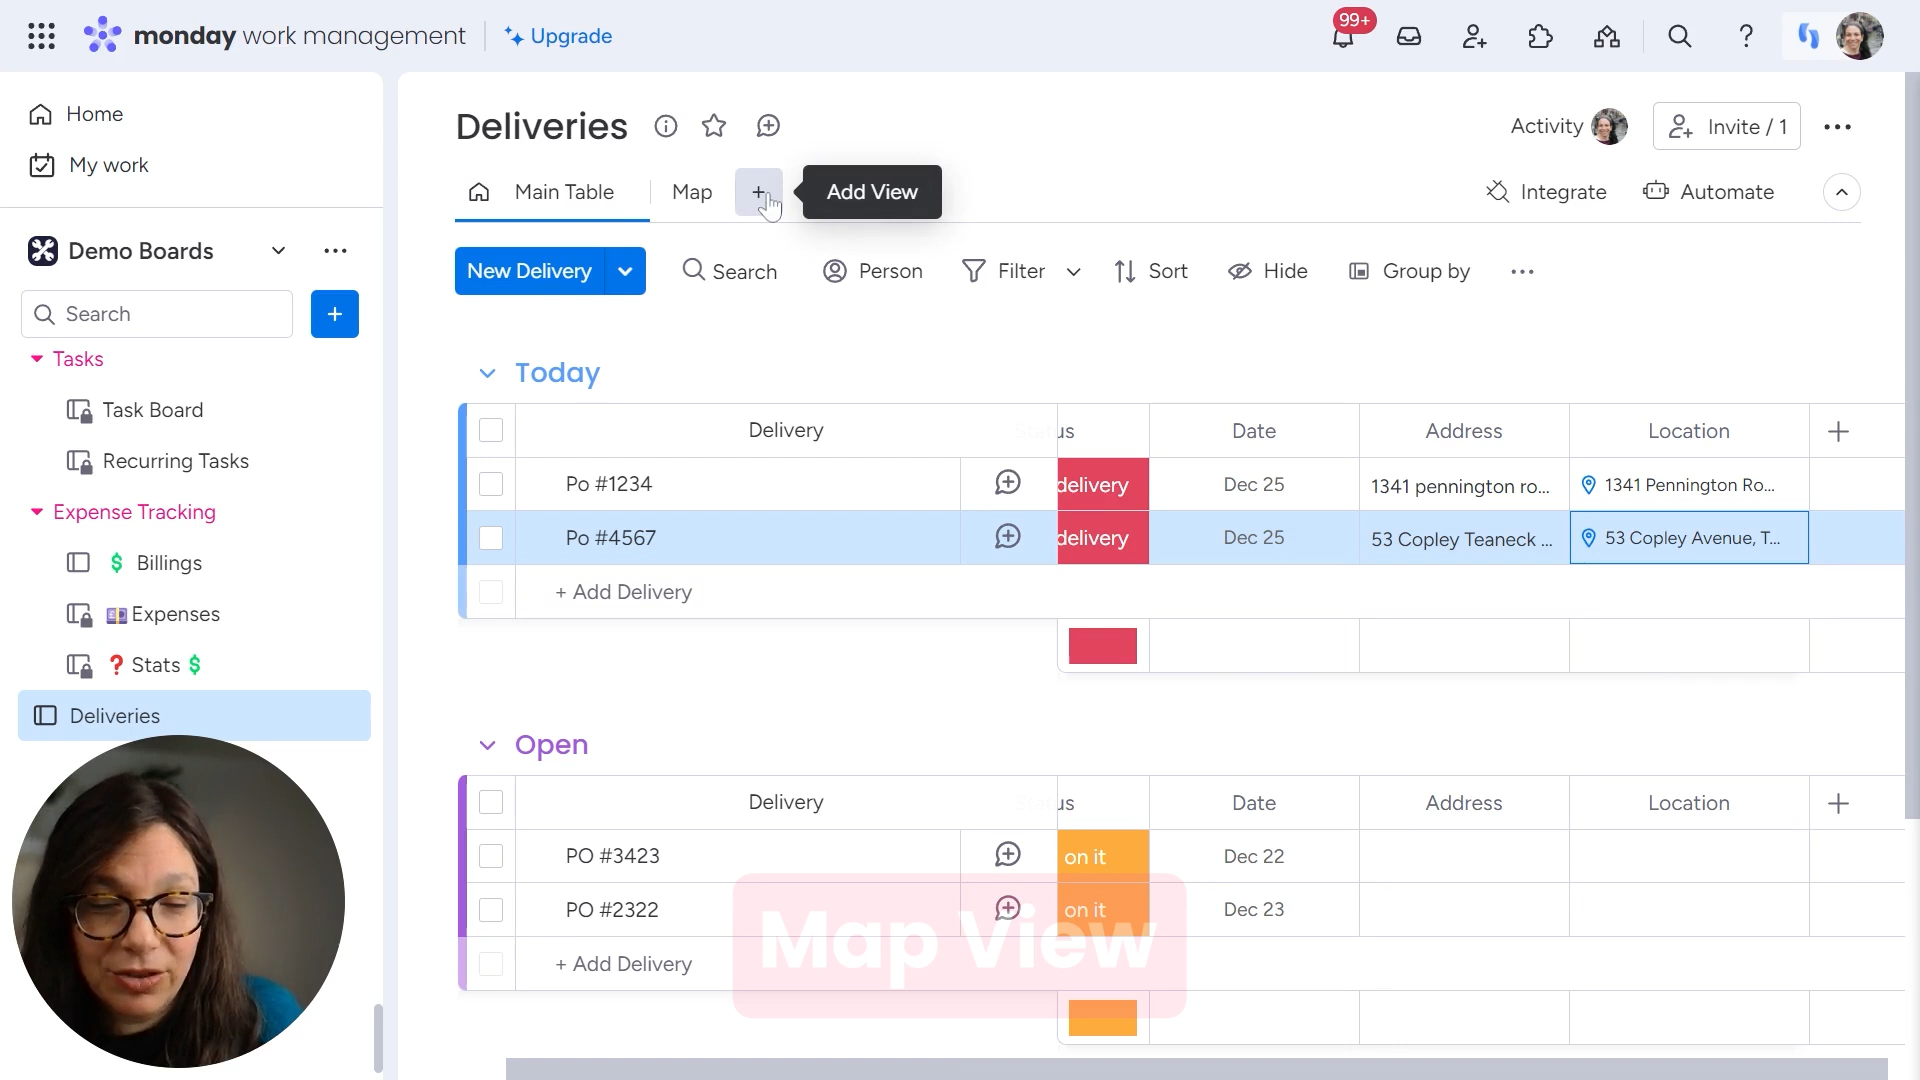 monday work management
Upgrade
99+
Home
My work
Demo Boards
Search
Tasks
Task Board
Recurring Tasks
Expense Tracking
Billings
Expenses
Stats
Deliveries
Deliveries
Activity
Invite / 1
Main Table
Map
Add View
Integrate
Automate
New Delivery
Search
Person
Filter
Sort
Hide
Group by
Today
Delivery Status Date Address Location
Po #1234 delivery Dec 25 1341 pennington ro... 1341 Pennington Ro...
Po #4567 delivery Dec 25 53 Copley Teaneck ... 53 Copley Avenue, T...
+ Add Delivery
Open
Delivery Status Date Address Location
PO #3423 on it Dec 22
PO #2322 on it Dec 23
+ Add Delivery
Map View